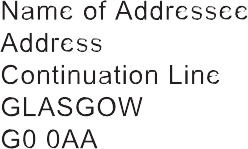 Name of Addressee
Address
Continuation Line
GLASGOW
G0 0AA